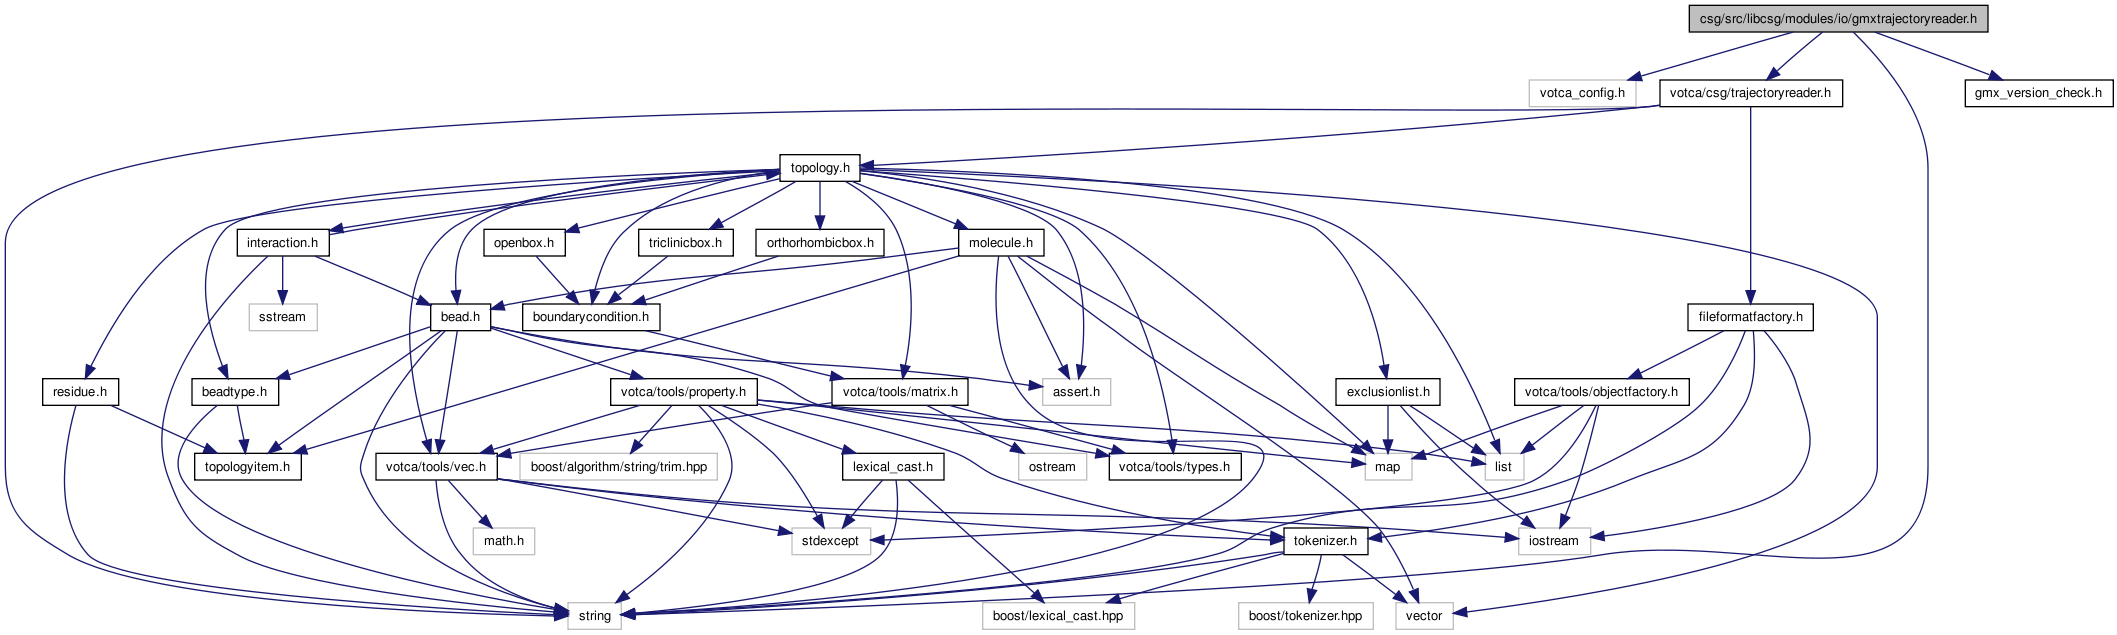 csg/src/libcsg/modules/io/gmxtrajectoryreader.h
votca_config.h
votca/csg/trajectoryreader.h
gmx_version_check.h
topology.h
interaction.h
openbox.h
triclinicbox.h
orthorhombicbox.h
molecule.h
sstream
bead.h
boundarycondition.h
fileformatfactory.h
residue.h
beadtype.h
votca/tools/property.h
votca/tools/matrix.h
assert.h
exclusionlist.h
votca/tools/objectfactory.h
topologyitem.h
votca/tools/vec.h
boost/algorithm/string/trim.hpp
lexical_cast.h
ostream
votca/tools/types.h
map
list
math.h
stdexcept
tokenizer.h
iostream
string
boost/lexical_cast.hpp
boost/tokenizer.hpp
vector